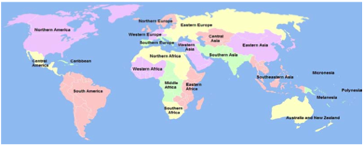 Northern America
Northern Europe
Eastern Europe
Western Europe
Southern Europe
Central
Asia
Western
Asia
Eastern Asia
Central
America
Caribbean
Northern Africa
Southern Asia
Western Africa
Southeastern Asia
Micronesia
South America
Middle
Africa
Eastern
Africa
Melanesia
Polynesia
Southern
Africa
Australia and New Zealand